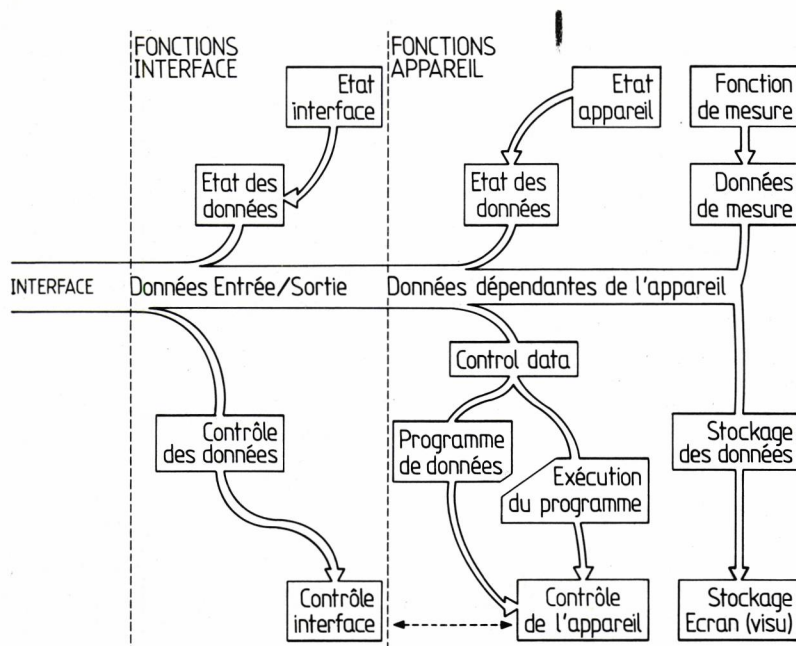 FONCTIONS
INTERFACE
FONCTIONS
APPAREIL
Etat
interface
Etat
appareil
Fonction
de mesure
Etat des
données
Etat des
données
Données
de mesure
INTERFACE
Données Entrée/Sortie
Données dépendantes de l'appareil
Control data
Contrôle
des données
Programme
de données
Exécution
du programme
Stockage
des données
Contrôle
interface
Contrôle
de l'appareil
Stockage
Ecran (visu)